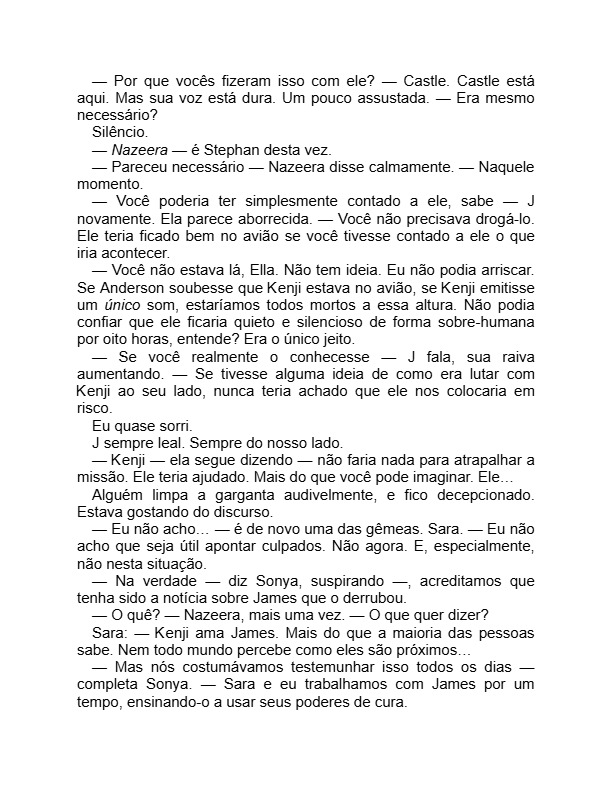 — Por que vocês fizeram isso com ele? — Castle. Castle está
aqui. Mas sua voz está dura. Um pouco assustada. — Era mesmo
necessário?
Silêncio.
— Nazeera — é Stephan desta vez.
— Pareceu necessário — Nazeera disse calmamente. — Naquele
momento.
— Você poderia ter simplesmente contado a ele, sabe — J
novamente. Ela parece aborrecida. — Você não precisava drogá-lo.
Ele teria ficado bem no avião se você tivesse contado a ele o que
iria acontecer.
— Você não estava lá, Ella. Não tem ideia. Eu não podia arriscar.
Se Anderson soubesse que Kenji estava no avião, se Kenji emitisse
um único som, estaríamos todos mortos a essa altura. Não podia
confiar que ele ficaria quieto e silencioso de forma sobre-humana
por oito horas, entende? Era o único jeito.
— Se você realmente o conhecesse — J fala, sua raiva
aumentando. — Se tivesse alguma ideia de como era lutar com
Kenji ao seu lado, nunca teria achado que ele nos colocaria em
risco.
Eu quase sorri.
J sempre leal. Sempre do nosso lado.
— Kenji — ela segue dizendo — não faria nada para atrapalhar a
missão. Ele teria ajudado. Mais do que você pode imaginar. Ele…
Alguém limpa a garganta audivelmente, e fico decepcionado.
Estava gostando do discurso.
— Eu não acho… — é de novo uma das gêmeas. Sara. — Eu não
acho que seja útil apontar culpados. Não agora. E, especialmente,
não nesta situação.
— Na verdade — diz Sonya, suspirando —, acreditamos que
tenha sido a notícia sobre James que o derrubou.
— O quê? — Nazeera, mais uma vez. — O que quer dizer?
Sara: — Kenji ama James. Mais do que a maioria das pessoas
sabe. Nem todo mundo percebe como eles são próximos…
— Mas nós costumávamos testemunhar isso todos os dias —
completa Sonya. — Sara e eu trabalhamos com James por um
tempo, ensinando-o a usar seus poderes de cura.